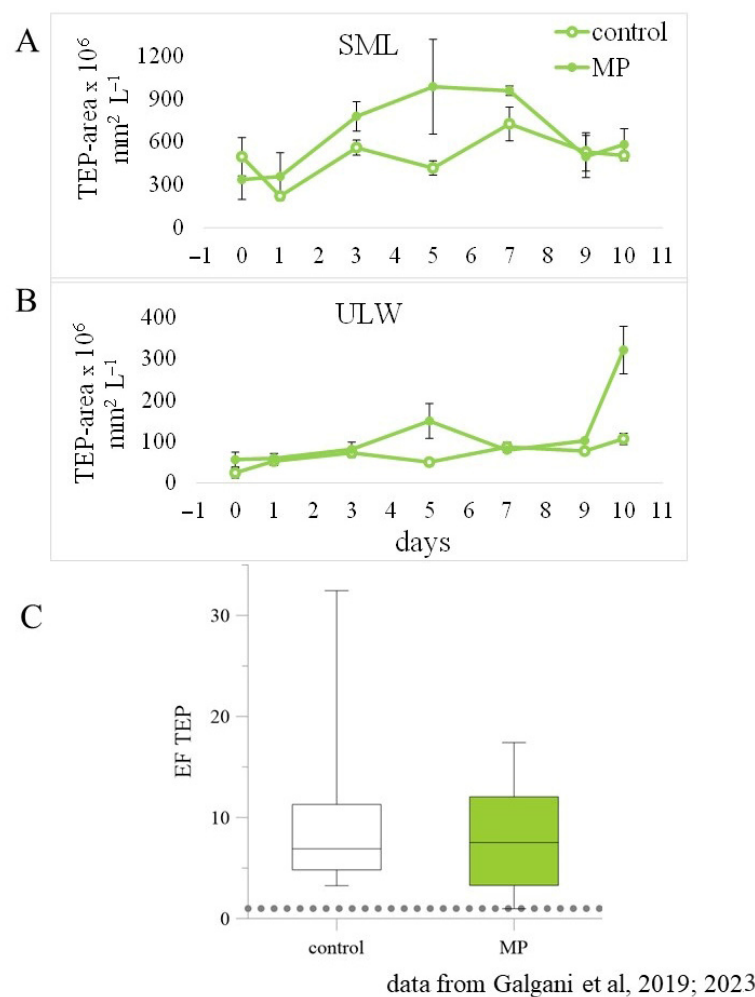 A
SML
control
MP
TEP-area x 10⁶
mm² L⁻¹
1200
900
600
300
0
−1 0 1 2 3 4 5 6 7 8 9 10 11
B
ULW
TEP-area x 10⁶
mm² L⁻¹
400
300
200
100
0
−1 0 1 2 3 4 5 6 7 8 9 10 11
days
C
EF TEP
30
20
10
0
control MP
data from Galgani et al, 2019; 2023